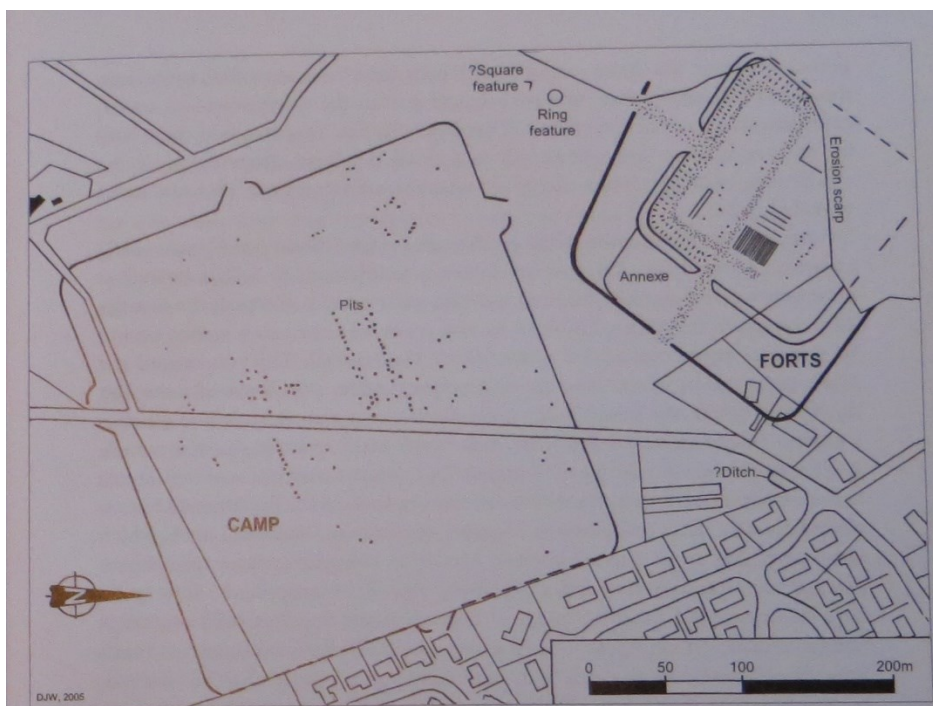 ?Square
feature
Ring
feature
Erosion scarp
Annexe
Pits
FORTS
?Ditch
CAMP
N
0 50 100 200m
DJW, 2005